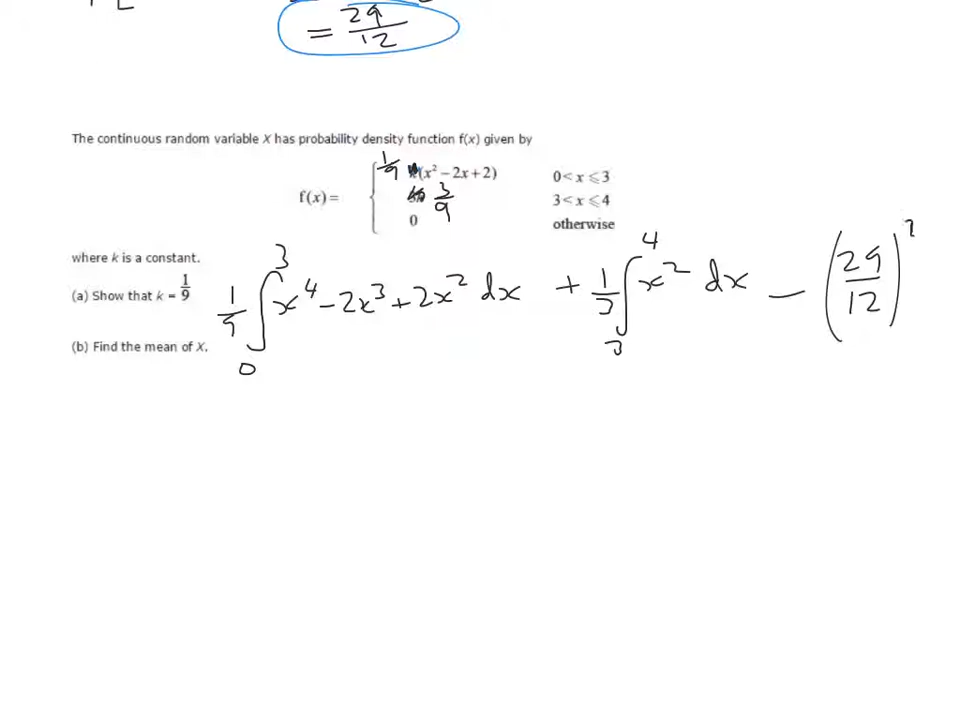 = 29/12
The continuous random variable X has probability density function f(x) given by
1/9 (x² – 2x + 2) 0 < x ⩽ 3
f(x) = 3/9 3 < x ⩽ 4
0 otherwise
where k is a constant.
(a) Show that k = 1/9
1/9 ∫₀³ x⁴ – 2x³ + 2x² dx + 1/3 ∫₃⁴ x² dx – (29/12)²
(b) Find the mean of X.